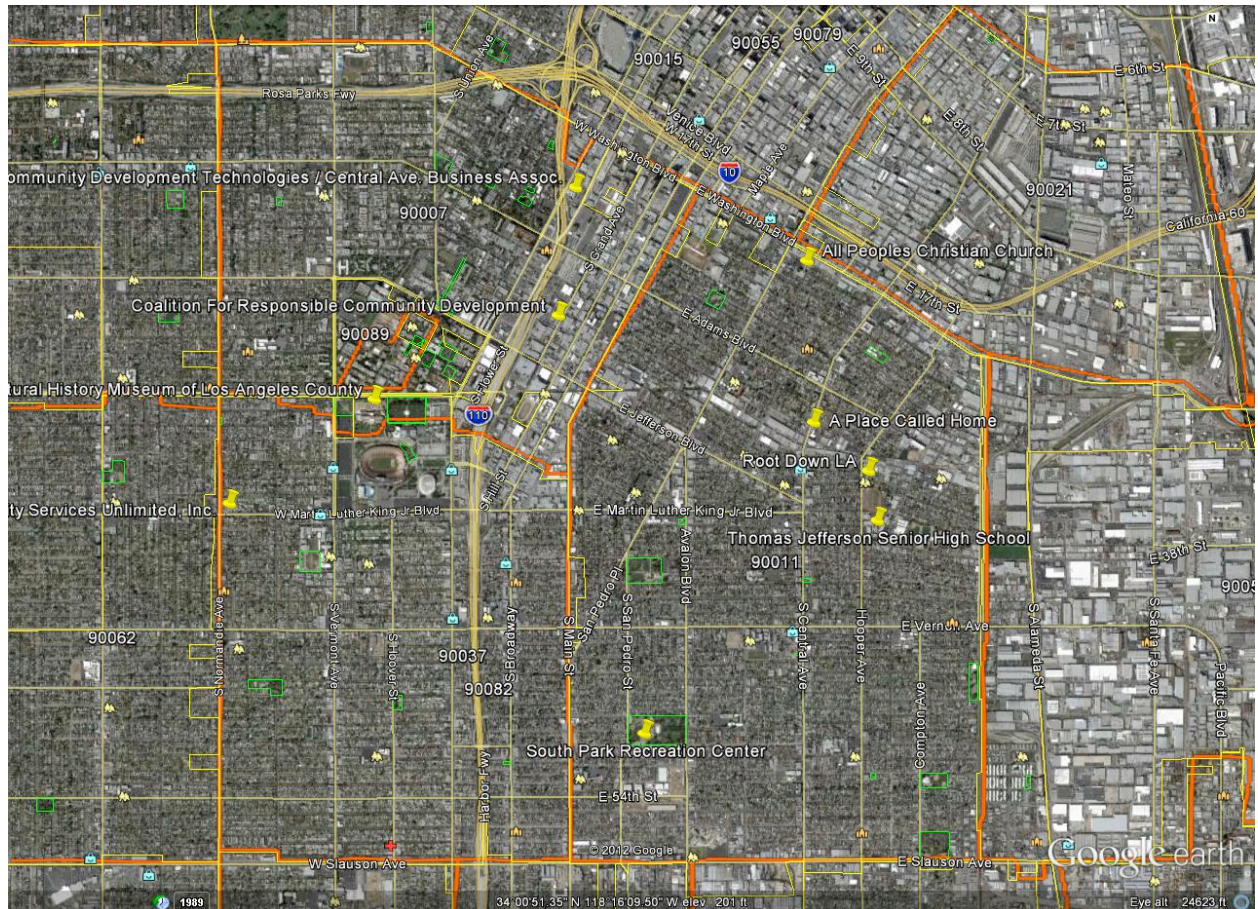 N
90079
90055
90015
E 9th St
S Union Ave
E 6th St
Rosa Parks Fwy
E 8th St
E 7th St
Venice Blvd
W 17th St
W Washington Blvd
Maple Ave
10
90021
Mateo St
ommunity Development Technologies / Central Ave. Business Assoc.
E Washington Blvd
90007
California 60
S Grand Ave
All Peoples Christian Church
E 17th St
Coalition For Responsible Community Development
90089
E Adams Blvd
S Flower St
tural History Museum of Los Angeles County
110
E Jefferson Blvd
A Place Called Home
Root Down LA
S Hill St
ty Services Unlimited, Inc.
W Martin Luther King Jr Blvd
E Martin Luther King Jr Blvd
Thomas Jefferson Senior High School
Avalon Blvd
90011
E 38th St
9005
San Pedro Pl
S San Pedro St
S Normandie Ave
S Vermon Ave
S Hoover St
S Broadway
S Main St
S Central Ave
Hooper Ave
E Vernon Ave
S Alameda St
S Santa Fe Ave
90062
90037
90082
Compton Ave
Pacific Blvd
South Park Recreation Center
Harbor Fwy
E 54th St
W Slauson Ave
© 2012 Google
E Slauson Ave
Google earth
1989
34°00'51.35" N 118°16'09.50" W elev 201 ft
Eye alt 24623 ft